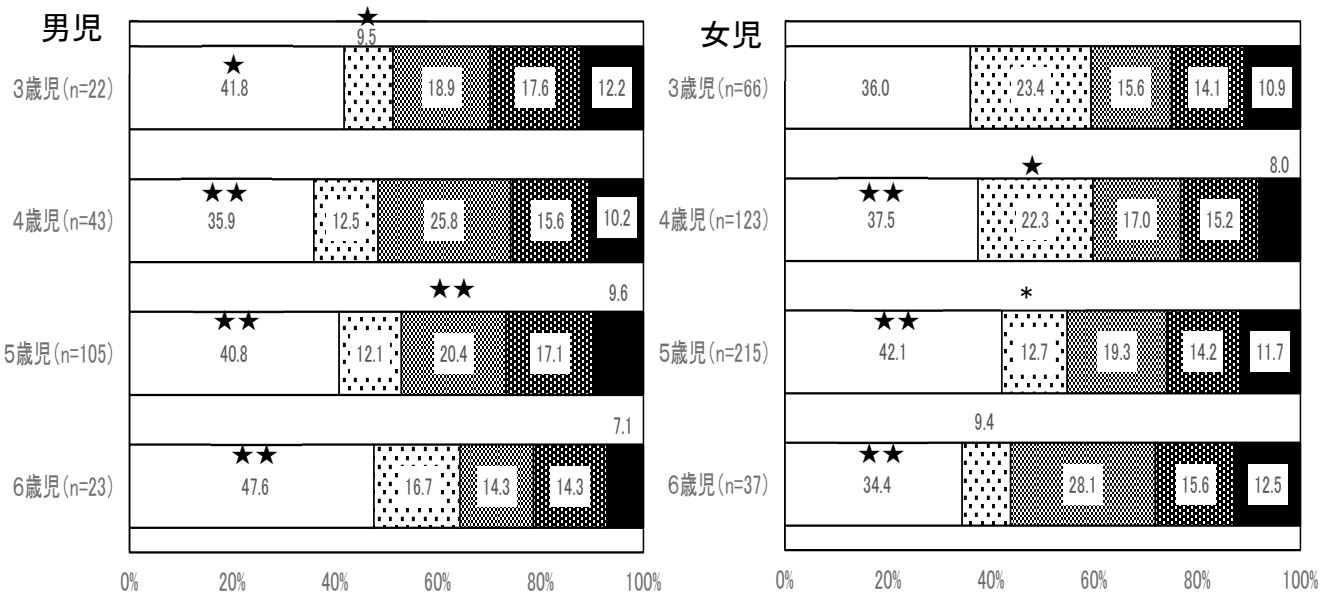 男児
★
9.5
★
3歳児(n=22) 41.8 18.9 17.6 12.2
★★
4歳児(n=43) 35.9 12.5 25.8 15.6 10.2
★★ 9.6
★★
5歳児(n=105) 40.8 12.1 20.4 17.1
7.1
★★
6歳児(n=23) 47.6 16.7 14.3 14.3
0% 20% 40% 60% 80% 100%
女児
3歳児(n=66) 36.0 23.4 15.6 14.1 10.9
★ 8.0
★★
4歳児(n=123) 37.5 22.3 17.0 15.2
*
★★
5歳児(n=215) 42.1 12.7 19.3 14.2 11.7
9.4
★★
6歳児(n=37) 34.4 28.1 15.6 12.5
0% 20% 40% 60% 80% 100%